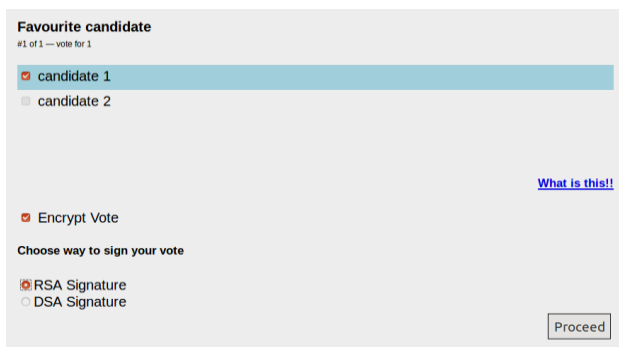 Favourite candidate
#1 of 1 — vote for 1
candidate 1
candidate 2
What is this!!
Encrypt Vote
Choose way to sign your vote
RSA Signature
DSA Signature
Proceed